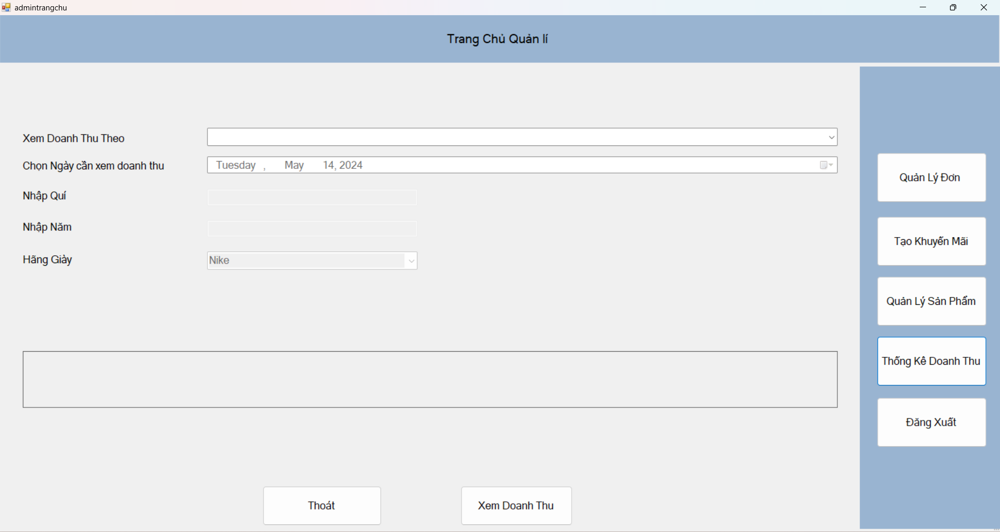 admintrangchu
Trang Chủ Quản lí
Xem Doanh Thu Theo
Chọn Ngày cần xem doanh thu
Tuesday , May 14, 2024
Nhập Quí
Nhập Năm
Hãng Giày
Nike
Quản Lý Đơn
Tạo Khuyến Mãi
Quản Lý Sản Phẩm
Thống Kê Doanh Thu
Đăng Xuất
Thoát
Xem Doanh Thu